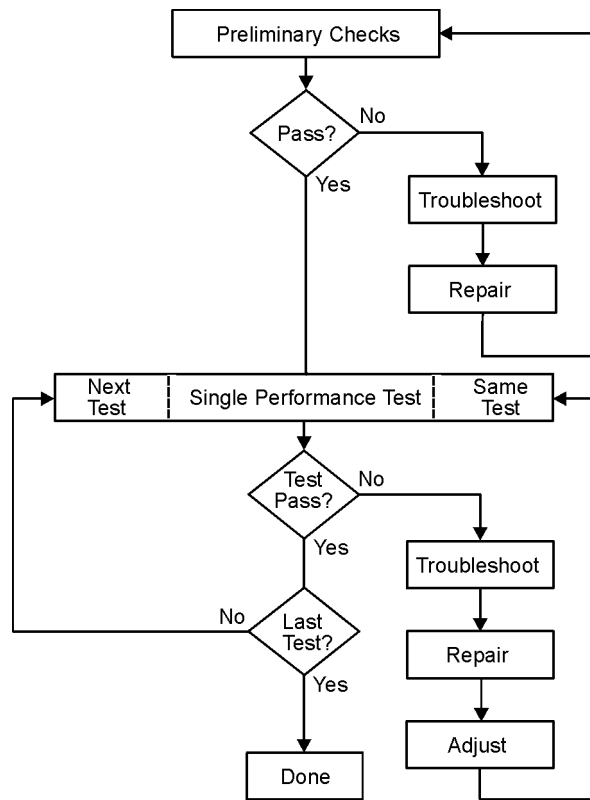 Preliminary Checks
Pass?
No
Yes
Troubleshoot
Repair
Next
Test
Single Performance Test
Same
Test
Test
Pass?
No
Yes
Troubleshoot
No
Last
Test?
Yes
Repair
Adjust
Done